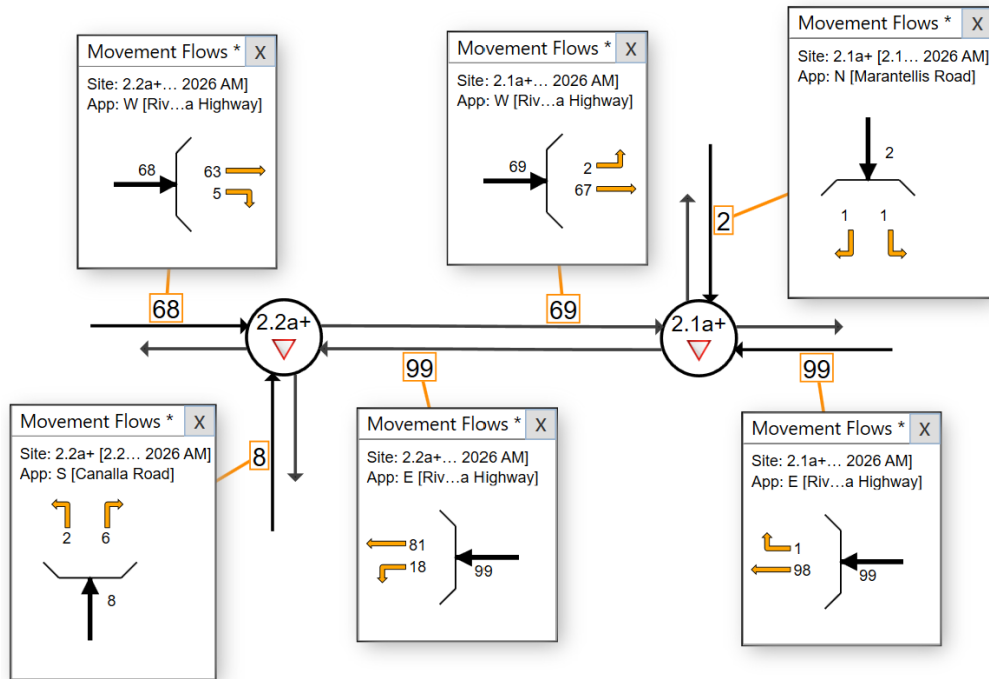 Movement Flows * X
Site: 2.2a+… 2026 AM]
App: W [Riv…a Highway]
68
63
5
Movement Flows * X
Site: 2.1a+… 2026 AM]
App: W [Riv…a Highway]
69
2
67
Movement Flows * X
Site: 2.1a+ [2.1… 2026 AM]
App: N [Marantellis Road]
2
1 1
2
68
69
2.2a+
2.1a+
99
99
8
Movement Flows * X
Site: 2.2a+ [2.2… 2026 AM]
App: S [Canalla Road]
2 6
8
Movement Flows * X
Site: 2.2a+… 2026 AM]
App: E [Riv…a Highway]
81
18
99
Movement Flows * X
Site: 2.1a+… 2026 AM]
App: E [Riv…a Highway]
1
98
99